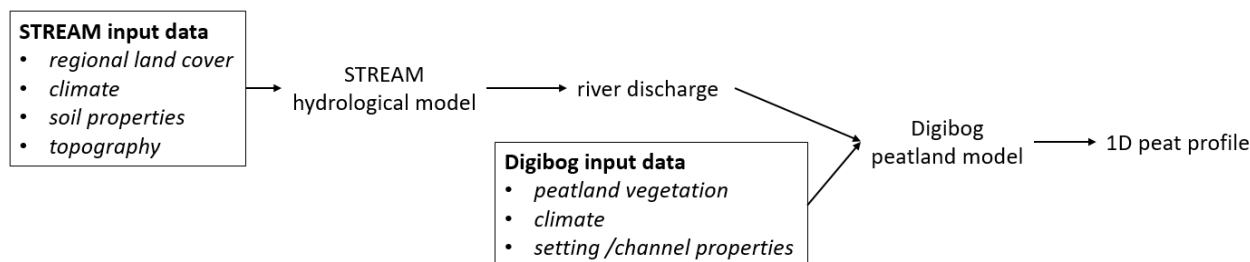 STREAM input data
• regional land cover
• climate
• soil properties
• topography
STREAM
hydrological model
river discharge
Digibog input data
• peatland vegetation
• climate
• setting /channel properties
Digibog
peatland model
1D peat profile